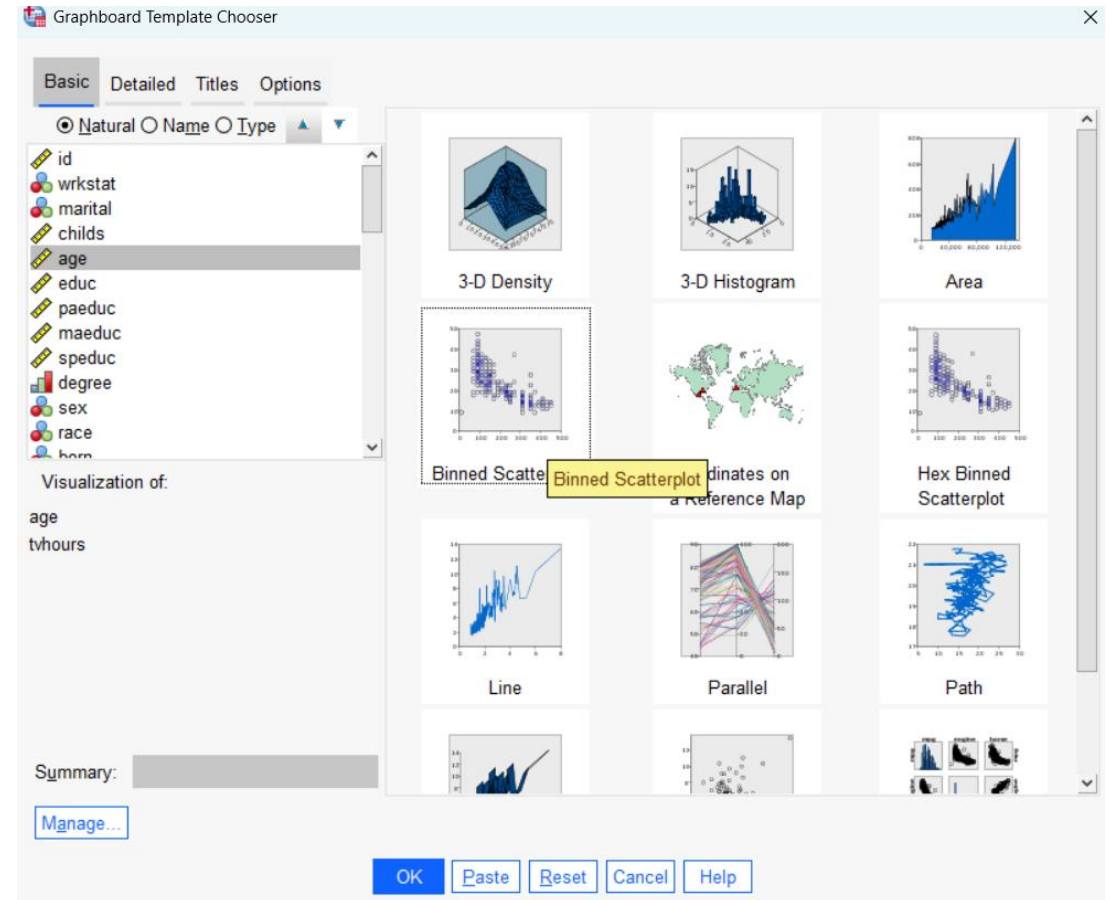 Graphboard Template Chooser
Basic Detailed Titles Options
Natural Name Type
id
wrkstat
marital
childs
age
educ
paeduc
maeduc
speduc
degree
sex
race
born
Visualization of:
age
tvhours
Summary:
Manage...
3-D Density
3-D Histogram
Area
Binned Scatte
Binned Scatterplot
dinates on
a Reference Map
Hex Binned
Scatterplot
Line
Parallel
Path
OK Paste Reset Cancel Help